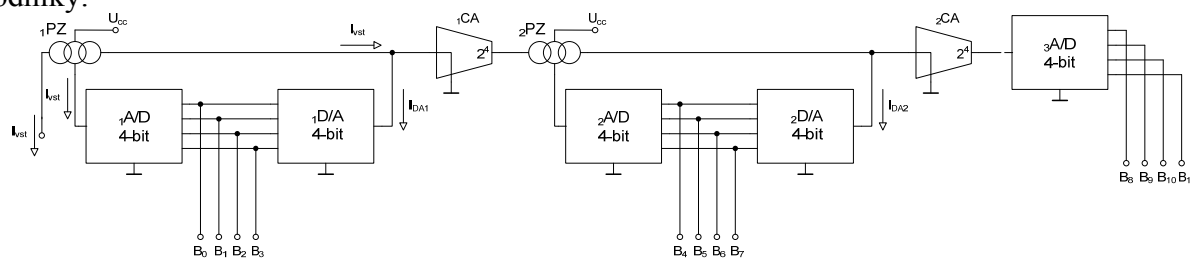 odníky:
₁PZ Ucc Ivst ₁CA ₂PZ Ucc ₂CA
2⁴ 2⁴ ₃A/D
4-bit
Ivst IDA1 IDA2
₁A/D ₁D/A ₂A/D ₂D/A
4-bit 4-bit 4-bit 4-bit
Ivst
B₈ B₉ B₁₀ B₁
B₀ B₁ B₂ B₃ B₄ B₅ B₆ B₇